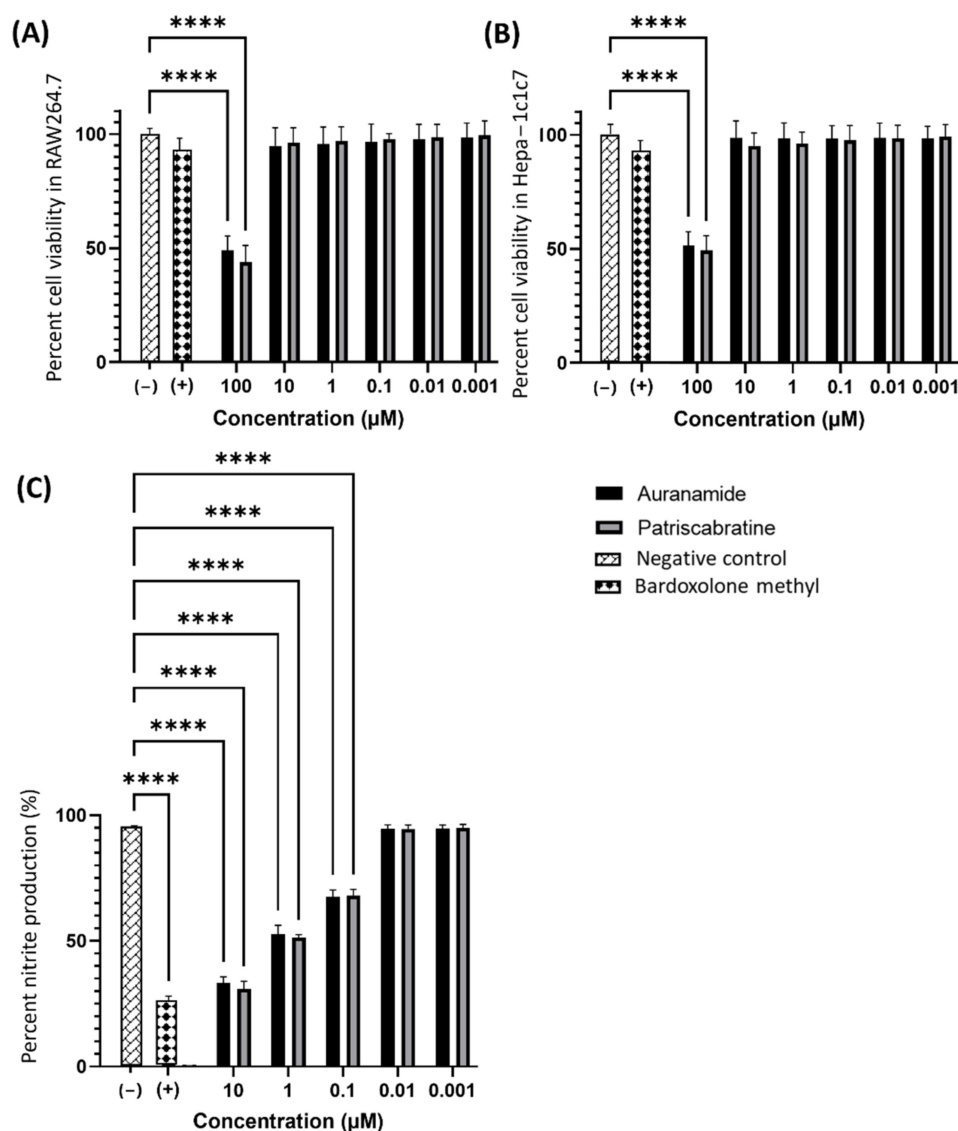 (A)
****
****
Percent cell viability in RAW264.7
100
50
0
(−) (+) 100 10 1 0.1 0.01 0.001
Concentration (µM)
(B)
****
****
Percent cell viability in Hepa−1c1c7
100
50
0
(−) (+) 100 10 1 0.1 0.01 0.001
Concentration (µM)
(C)
****
****
****
****
****
****
****
Percent nitrite production (%)
100
50
0
(−) (+) 10 1 0.1 0.01 0.001
Concentration (µM)
Auranamide
Patriscabratine
Negative control
Bardoxolone methyl